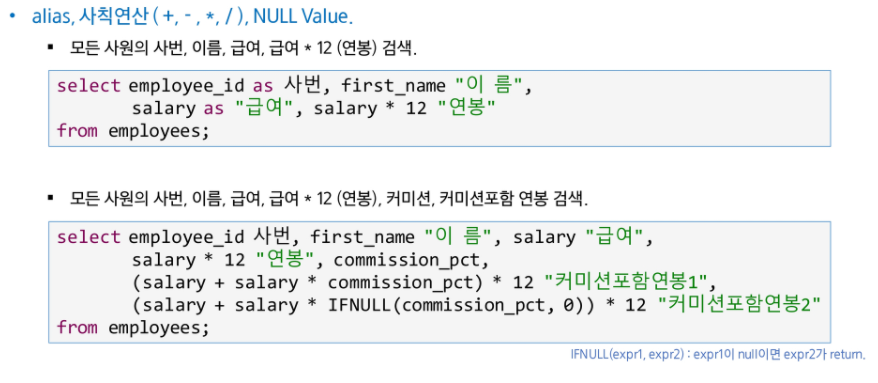 • alias, 사칙연산 ( +, - , *, / ), NULL Value.
▪ 모든 사원의 사번, 이름, 급여, 급여 * 12 (연봉) 검색.
select employee_id as 사번, first_name "이 름",
salary as "급여", salary * 12 "연봉"
from employees;
▪ 모든 사원의 사번, 이름, 급여, 급여 * 12 (연봉), 커미션, 커미션포함 연봉 검색.
select employee_id 사번, first_name "이 름", salary "급여",
salary * 12 "연봉", commission_pct,
(salary + salary * commission_pct) * 12 "커미션포함연봉1",
(salary + salary * IFNULL(commission_pct, 0)) * 12 "커미션포함연봉2"
from employees;
IFNULL(expr1, expr2) : expr1이 null이면 expr2가 return.